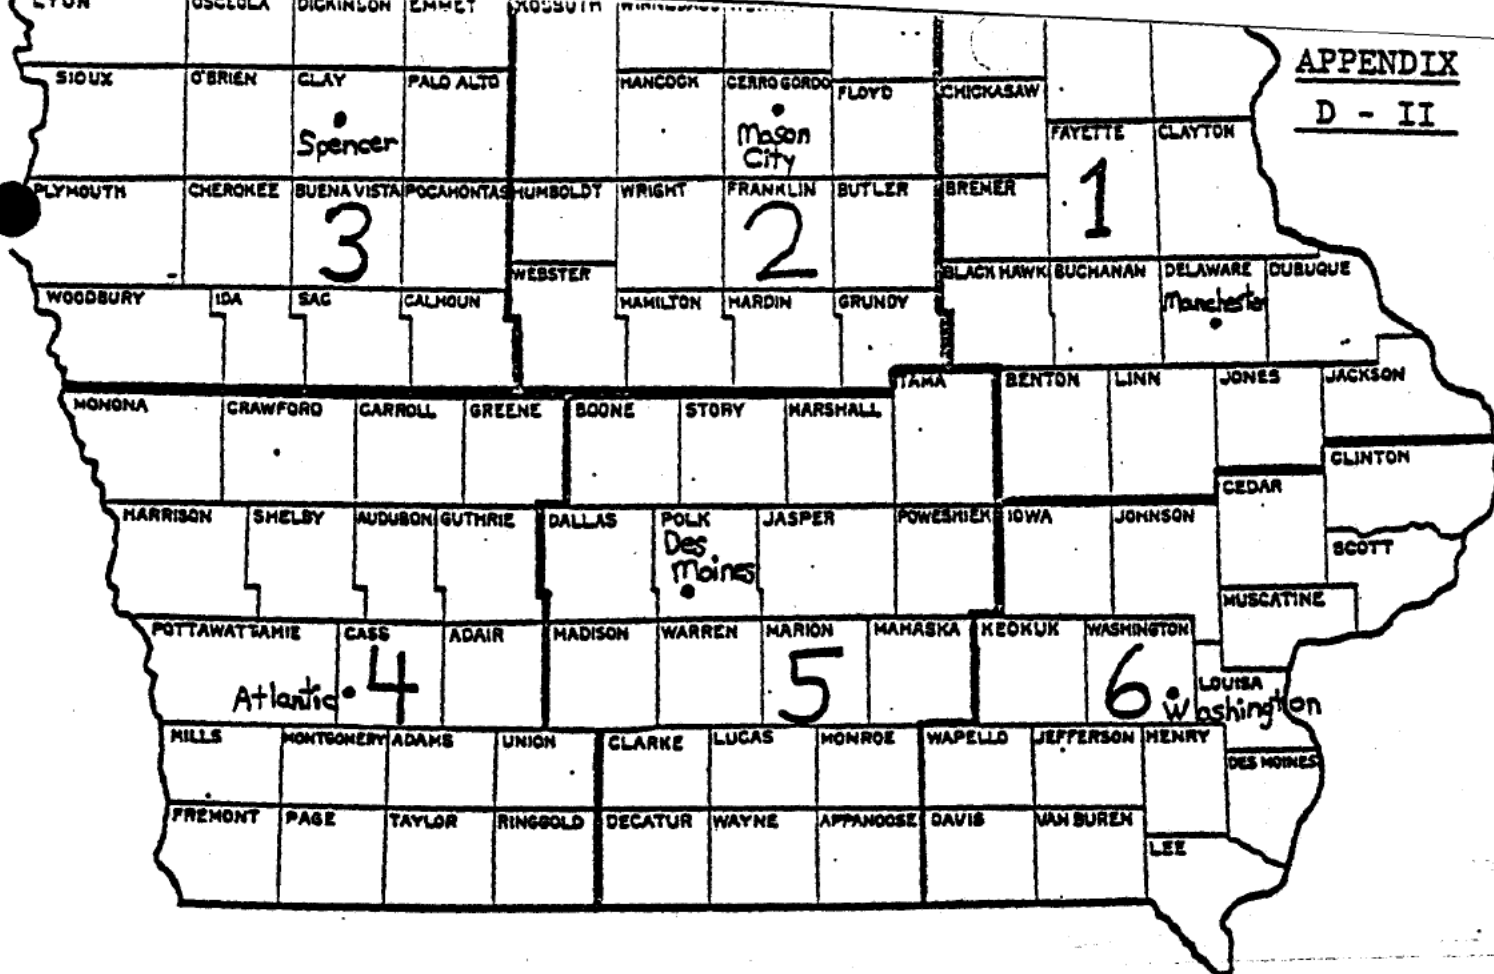 OSCEOLA DICKINSON EMMET KOSSUTH
APPENDIX
D - II
SIOUX O'BRIEN CLAY PALO ALTO HANCOCK CERRO GORDO FLOYD CHICKASAW
Spencer
Mason
City
FAYETTE CLAYTON
PLYMOUTH CHEROKEE BUENA VISTA POCAHONTAS HUMBOLDT WRIGHT FRANKLIN BUTLER BREMER
3 2 1
WEBSTER BLACK HAWK BUCHANAN DELAWARE DUBUQUE
Manchester
WOODBURY IDA SAC CALHOUN HAMILTON HARDIN GRUNDY
TAMA BENTON LINN JONES JACKSON
MONONA CRAWFORD CARROLL GREENE BOONE STORY MARSHALL
CLINTON
CEDAR
HARRISON SHELBY AUDUBON GUTHRIE DALLAS POLK JASPER POWESHIEK IOWA JOHNSON
Des
Moines
SCOTT
MUSCATINE
POTTAWATTAMIE CASS ADAIR MADISON WARREN MARION MAHASKA KEOKUK WASHINGTON
4 5 6
LOUISA
Atlantic Washington
MILLS MONTGOMERY ADAMS UNION CLARKE LUCAS MONROE WAPELLO JEFFERSON HENRY
DES MOINES
FREMONT PAGE TAYLOR RINGGOLD DECATUR WAYNE APPANOOSE DAVIS VAN BUREN
LEE